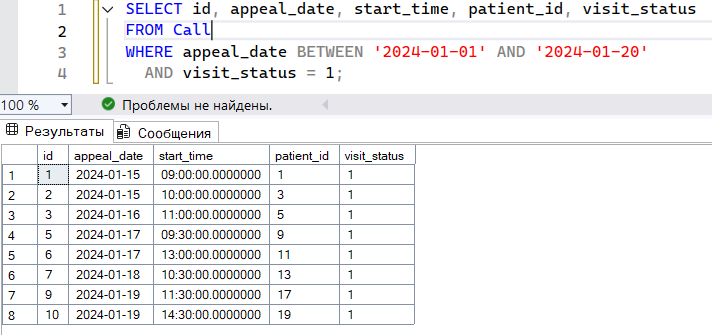 1 SELECT id, appeal_date, start_time, patient_id, visit_status
2 FROM Call
3 WHERE appeal_date BETWEEN '2024-01-01' AND '2024-01-20'
4 AND visit_status = 1;
100 % Проблемы не найдены.
Результаты Сообщения
id appeal_date start_time patient_id visit_status
1 1 2024-01-15 09:00:00.0000000 1 1
2 2 2024-01-15 10:00:00.0000000 3 1
3 3 2024-01-16 11:00:00.0000000 5 1
4 5 2024-01-17 09:30:00.0000000 9 1
5 6 2024-01-17 13:00:00.0000000 11 1
6 7 2024-01-18 10:30:00.0000000 13 1
7 9 2024-01-19 11:30:00.0000000 17 1
8 10 2024-01-19 14:30:00.0000000 19 1